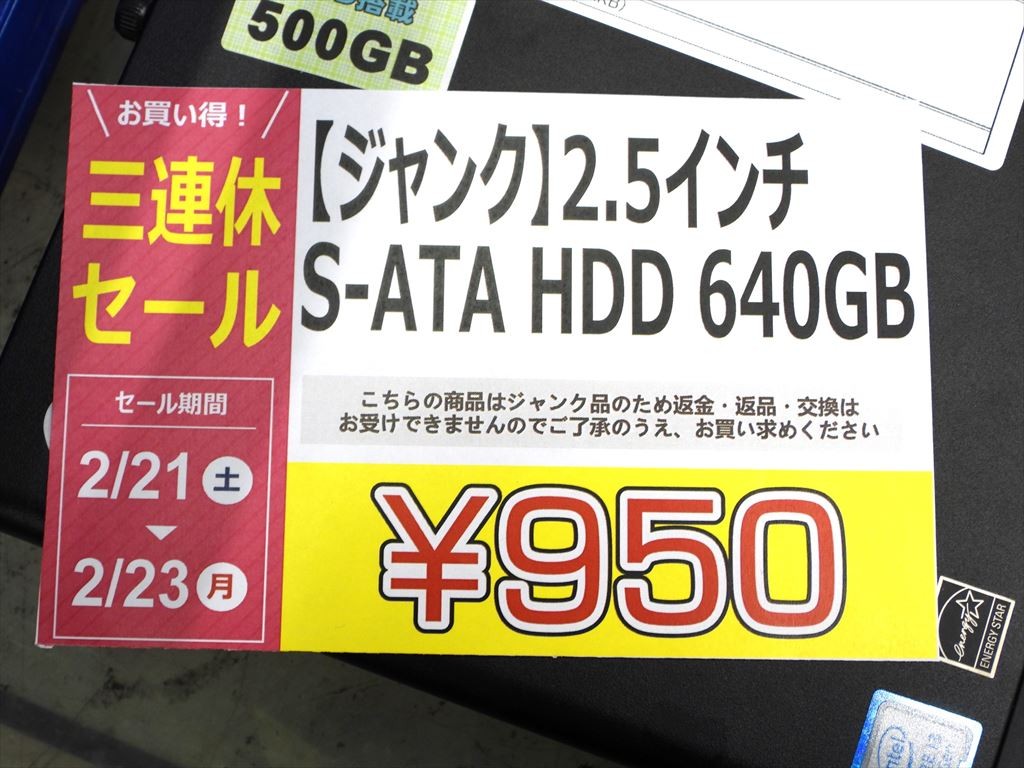 搭載
500GB
お買い得！
三連休
セール
セール期間
2/21 土
2/23 月
【ジャンク】2.5インチ
S-ATA HDD 640GB
こちらの商品はジャンク品のため返金・返品・交換は
お受けできませんのでご了承のうえ、お買い求めください
¥950
energy
ENERGY STAR
intel